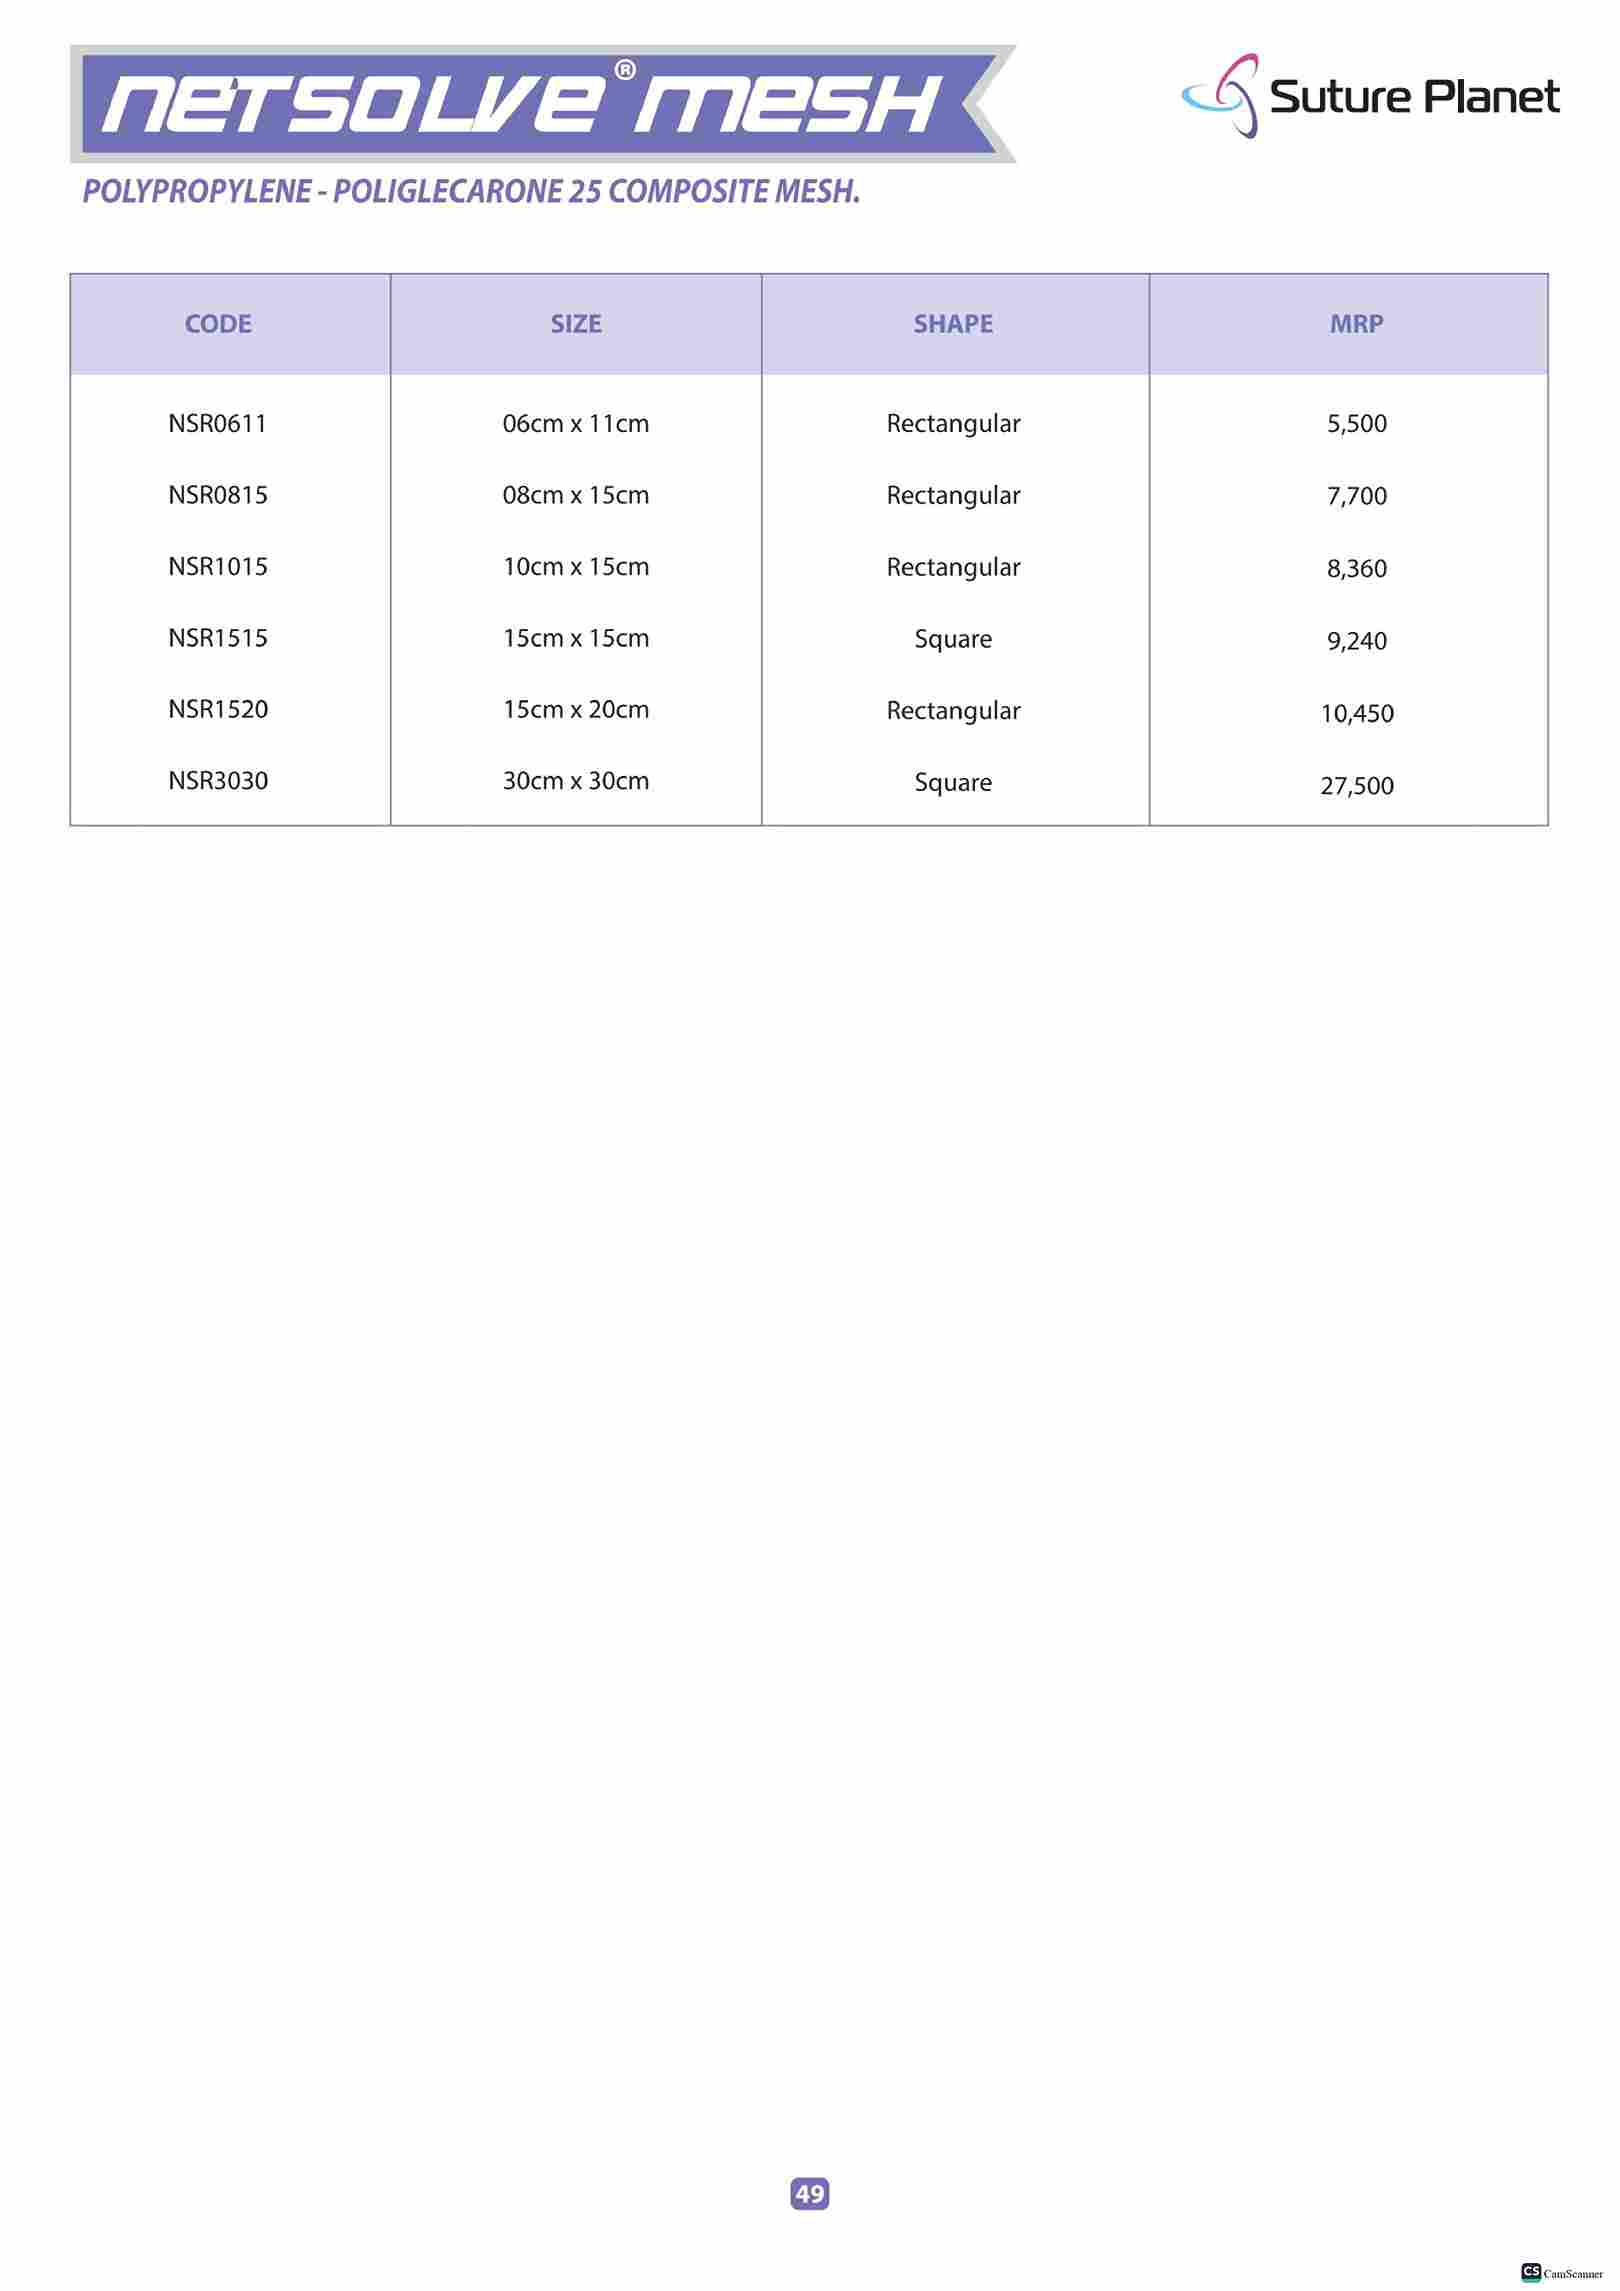 NETSOLVE® MESH
Suture Planet
POLYPROPYLENE - POLIGLECARONE 25 COMPOSITE MESH.
CODE SIZE SHAPE MRP
NSR0611 06cm x 11cm Rectangular 5,500
NSR0815 08cm x 15cm Rectangular 7,700
NSR1015 10cm x 15cm Rectangular 8,360
NSR1515 15cm x 15cm Square 9,240
NSR1520 15cm x 20cm Rectangular 10,450
NSR3030 30cm x 30cm Square 27,500
49
CS CamScanner